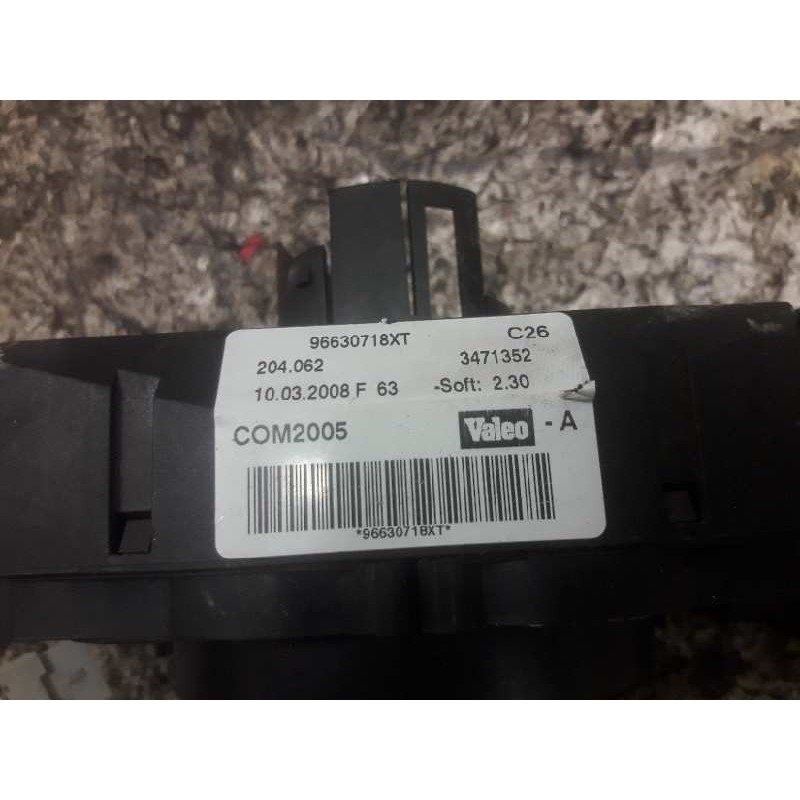 96630718XT C26
204.062 3471352
10.03.2008 F 63 -Soft: 2.30
COM2005 Valeo - A
*96630718XT*